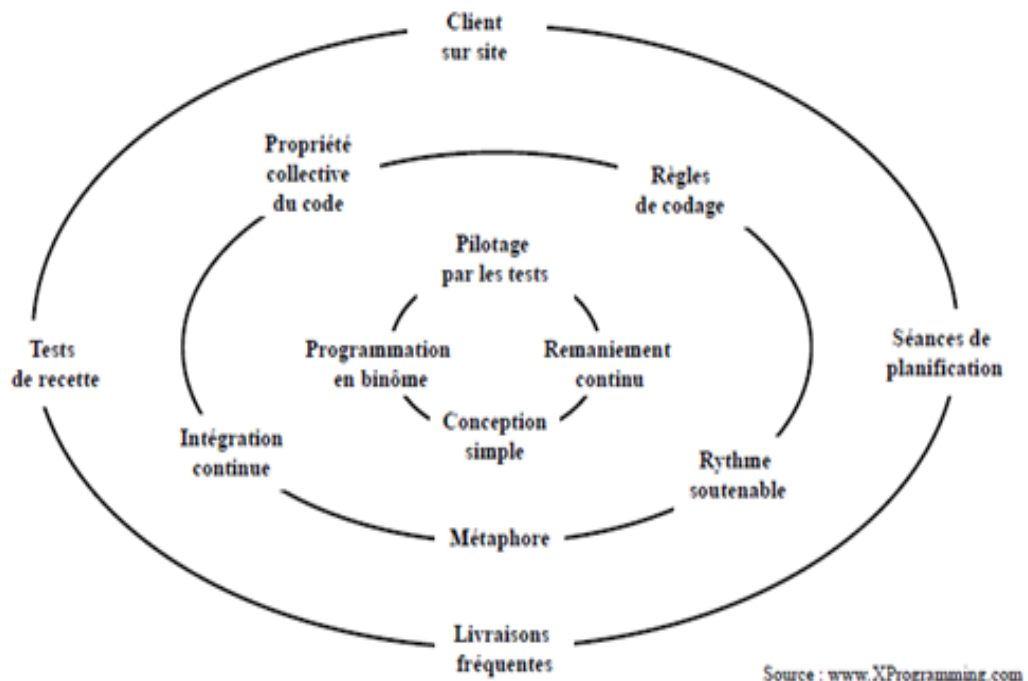 Client
sur site
Propriété
collective
du code
Règles
de codage
Pilotage
par les tests
Tests
de recette
Programmation
en binôme
Remaniement
continu
Séances de
planification
Conception
simple
Intégration
continue
Rythme
soutenable
Métaphore
Livraisons
fréquentes
Source : www.XProgramming.com